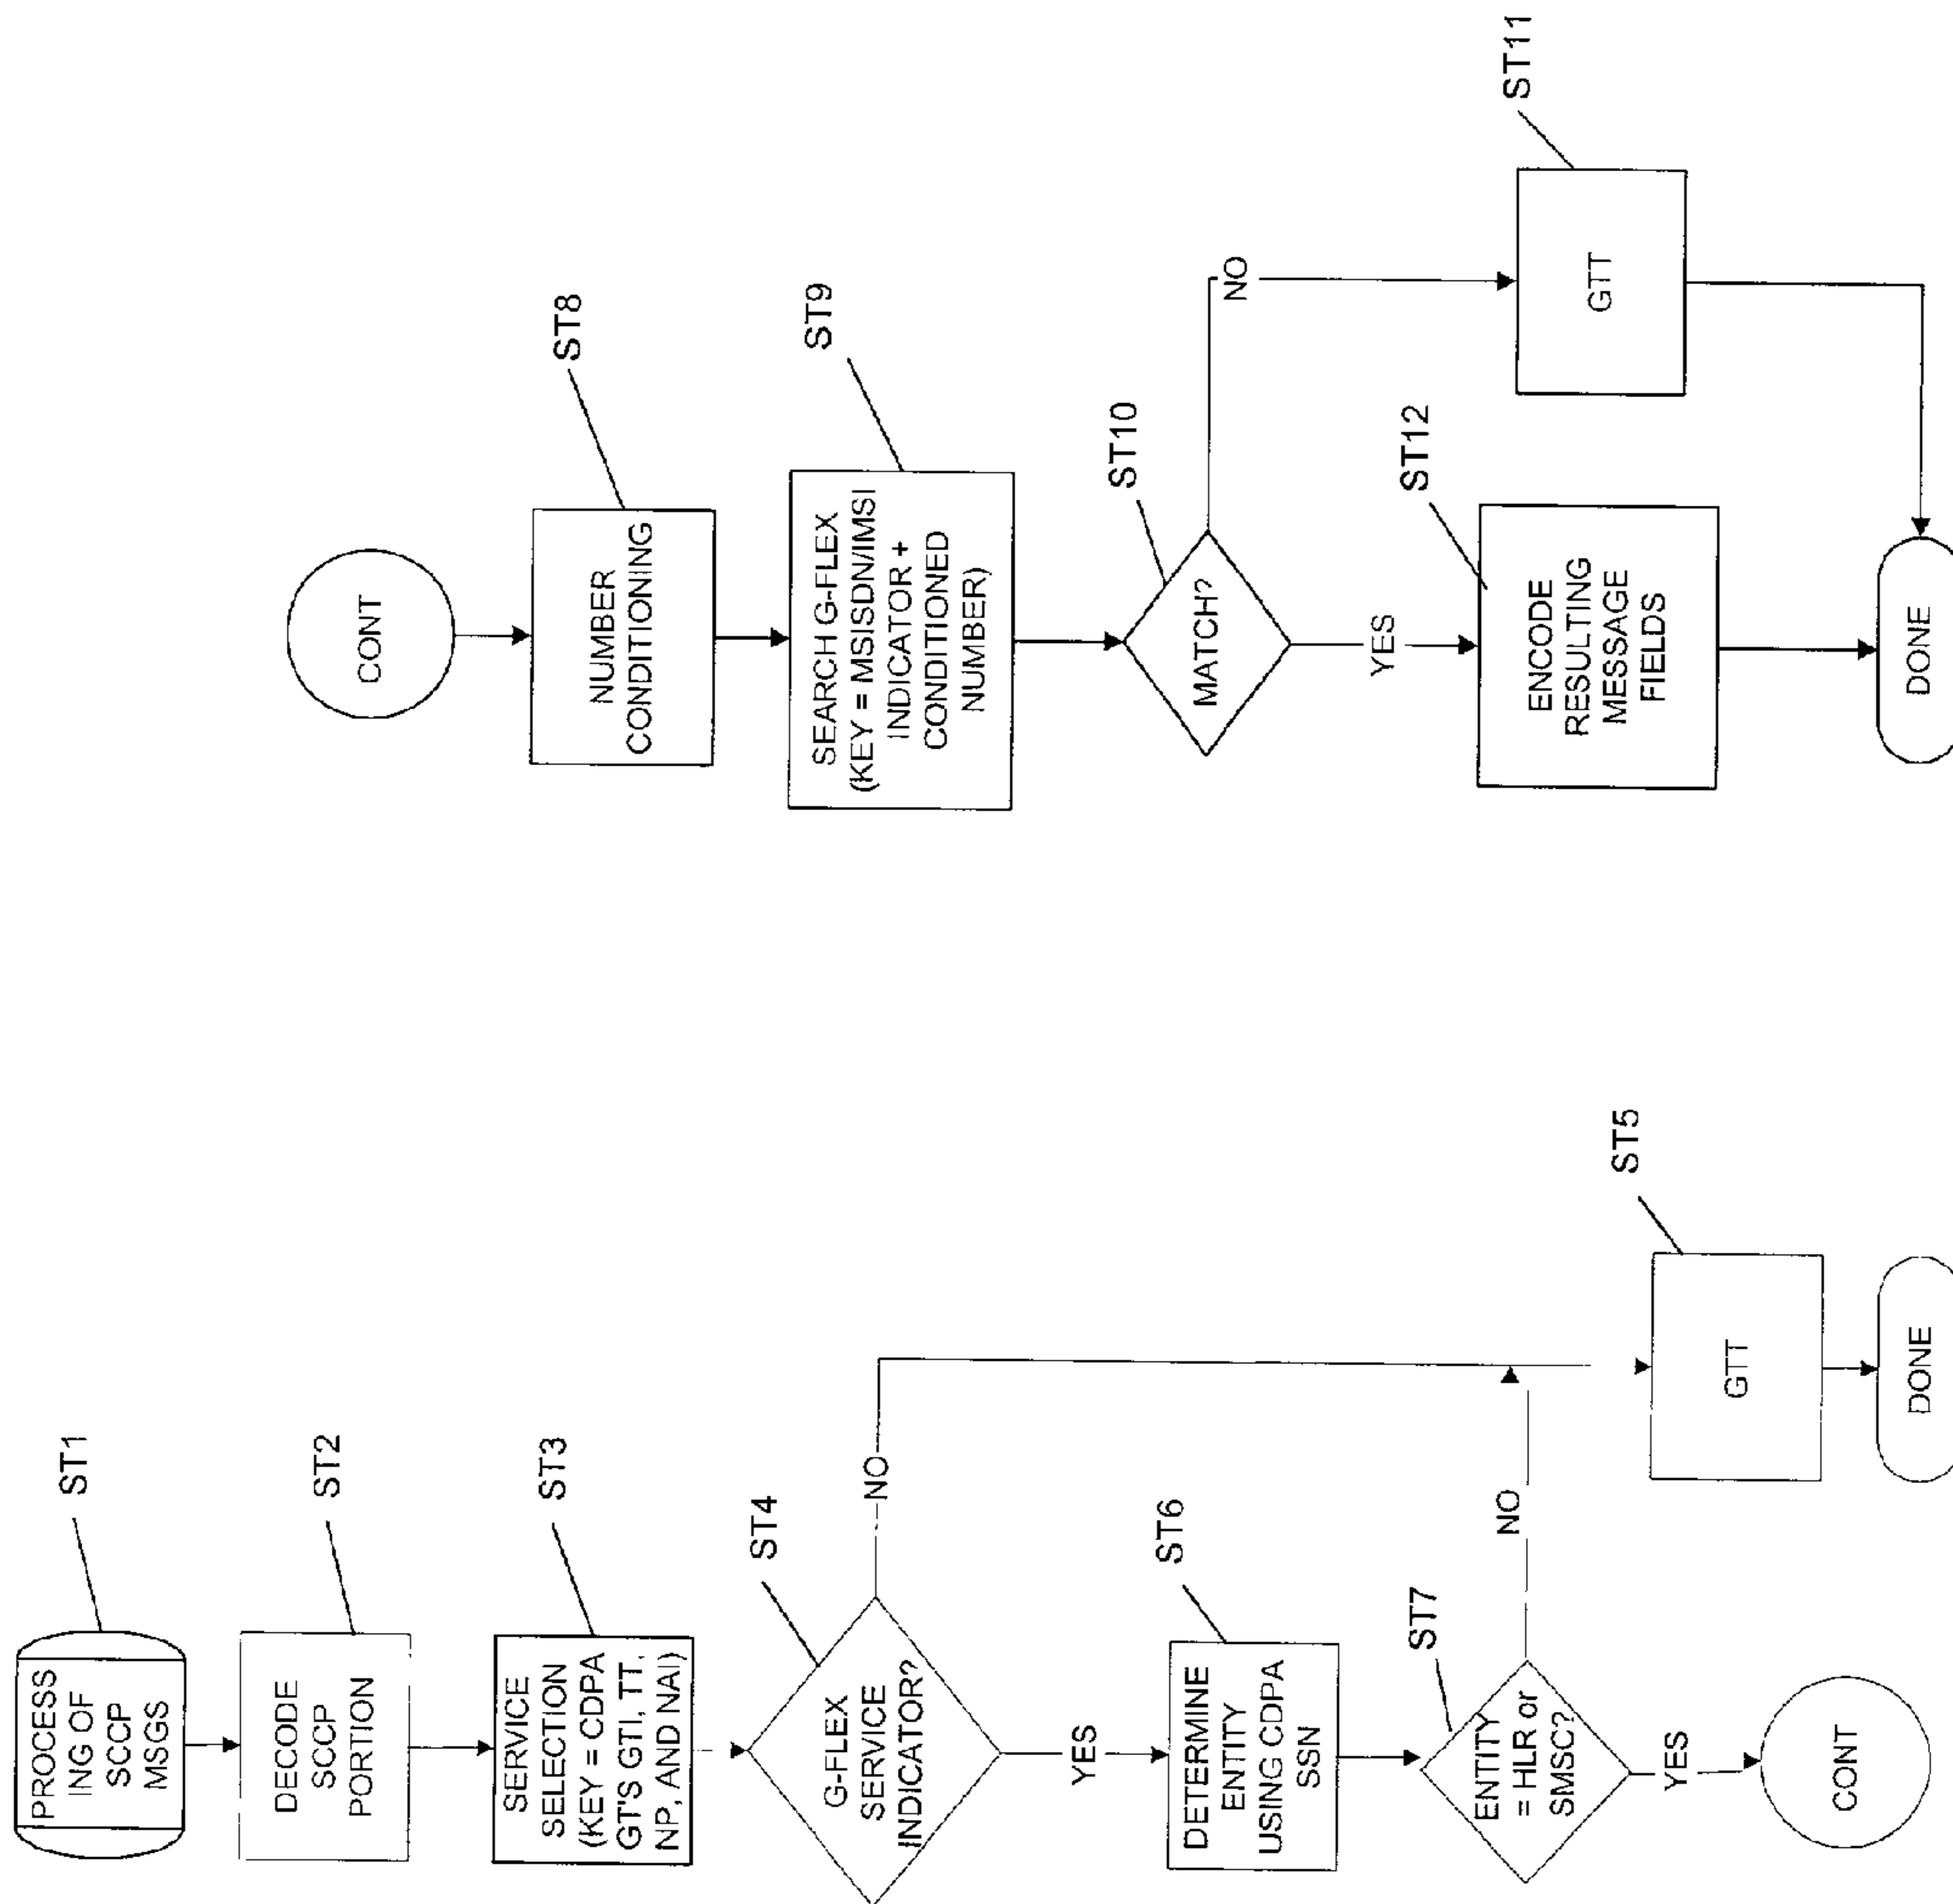 PROCESS
ING OF
SCCP
MSGS
ST1
DECODE
SCCP
PORTION
ST2
SERVICE
SELECTION
(KEY = CDPA
GT'S GTI, TT,
NP, AND NAI)
ST3
G-FLEX
SERVICE
INDICATOR?
ST4
NO
YES
DETERMINE
ENTITY
USING CDPA
SSN
ST6
ENTITY
= HLR or
SMSC?
ST7
NO
YES
CONT
GTT
ST5
DONE
CONT
NUMBER
CONDITIONING
ST8
SEARCH G-FLEX
(KEY = MSISDN/IMSI
INDICATOR +
CONDITIONED
NUMBER)
ST9
MATCH?
ST10
NO
YES
GTT
ST11
ENCODE
RESULTING
MESSAGE
FIELDS
ST12
DONE